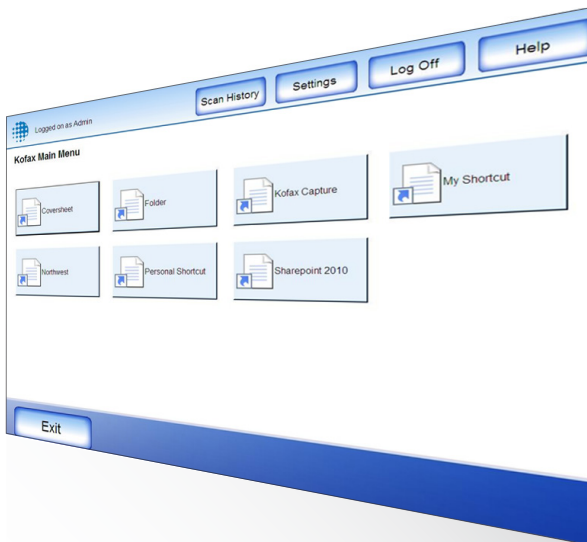 Scan History
Settings
Log Off
Help
Logged on as Admin
Kofax Main Menu
Coversheet
Folder
Kofax Capture
My Shortcut
Northwest
Personal Shortcut
Sharepoint 2010
Exit